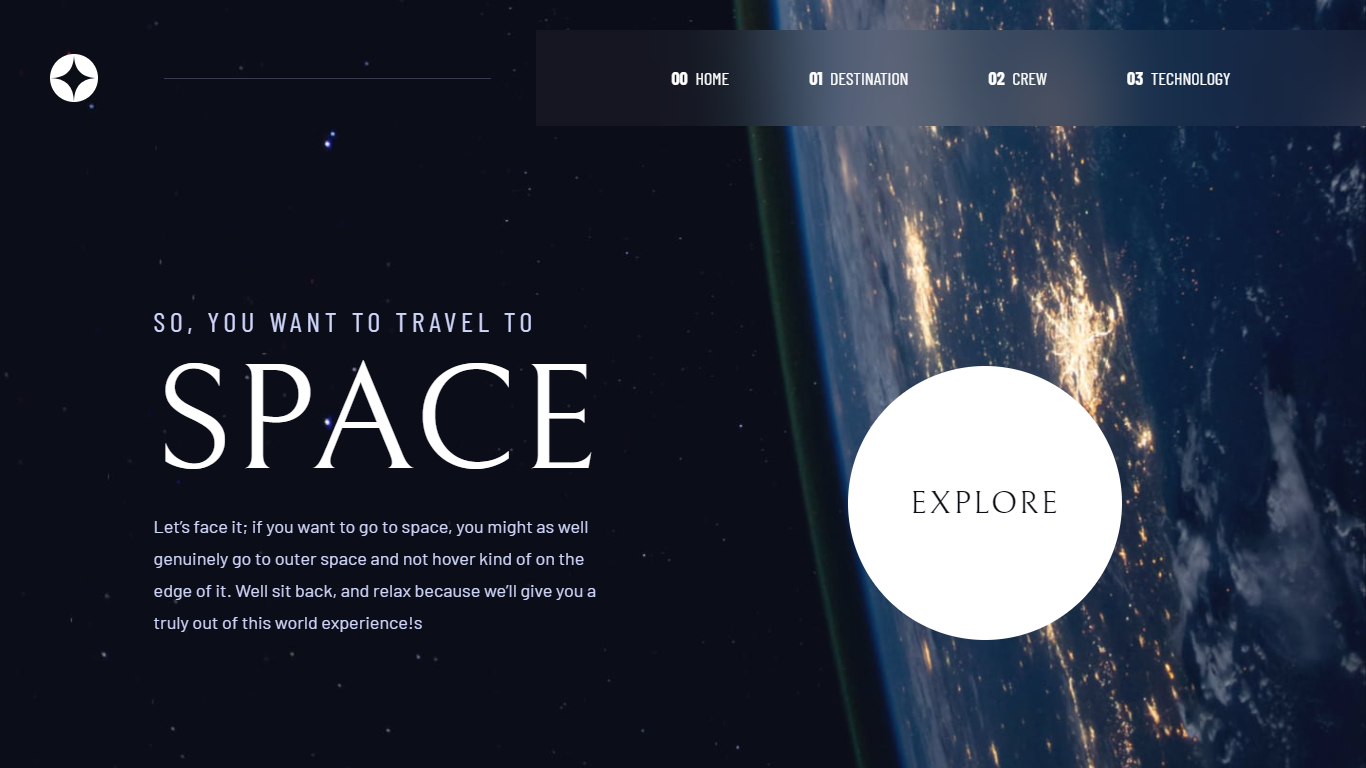 00 HOME 01 DESTINATION 02 CREW 03 TECHNOLOGY
SO, YOU WANT TO TRAVEL TO
SPACE
Let’s face it; if you want to go to space, you might as well
genuinely go to outer space and not hover kind of on the
edge of it. Well sit back, and relax because we’ll give you a
truly out of this world experience!s
EXPLORE